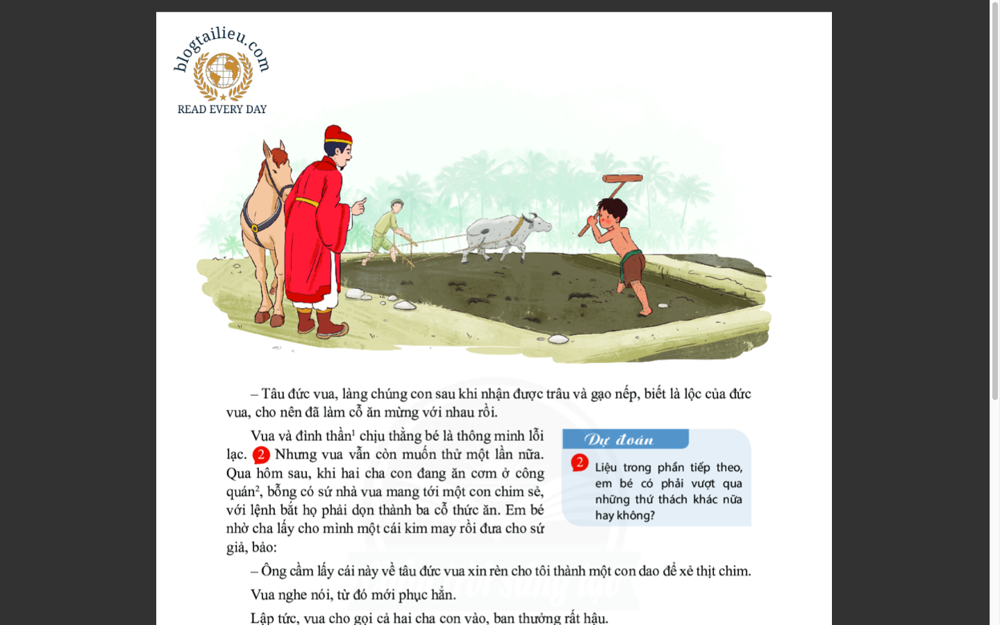 blogtailieu.com
READ EVERY DAY
– Tâu đức vua, làng chúng con sau khi nhận được trâu và gạo nếp, biết là lộc của đức
vua, cho nên đã làm cỗ ăn mừng với nhau rồi.
Vua và đình thần¹ chịu thằng bé là thông minh lỗi
lạc. 2 Nhưng vua vẫn còn muốn thử một lần nữa.
Qua hôm sau, khi hai cha con đang ăn cơm ở công
quán², bỗng có sứ nhà vua mang tới một con chim sẻ,
với lệnh bắt họ phải dọn thành ba cỗ thức ăn. Em bé
nhờ cha lấy cho mình một cái kim may rồi đưa cho sứ
giả, bảo:
Dự đoán
2 Liệu trong phần tiếp theo,
em bé có phải vượt qua
những thứ thách khác nữa
hay không?
– Ông cầm lấy cái này về tâu đức vua xin rèn cho tôi thành một con dao để xẻ thịt chim.
Vua nghe nói, từ đó mới phục hẳn.
Lập tức, vua cho gọi cả hai cha con vào, ban thưởng rất hậu.